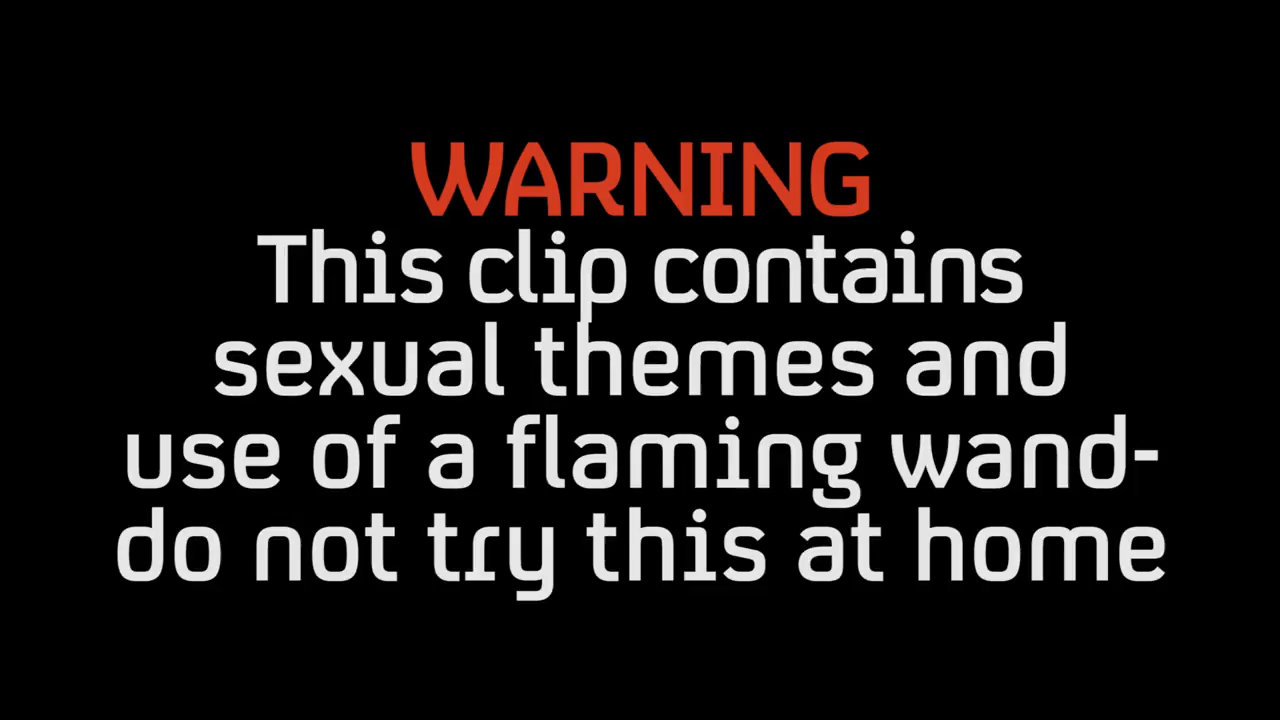 WARNING
This clip contains
sexual themes and
use of a flaming wand-
do not try this at home